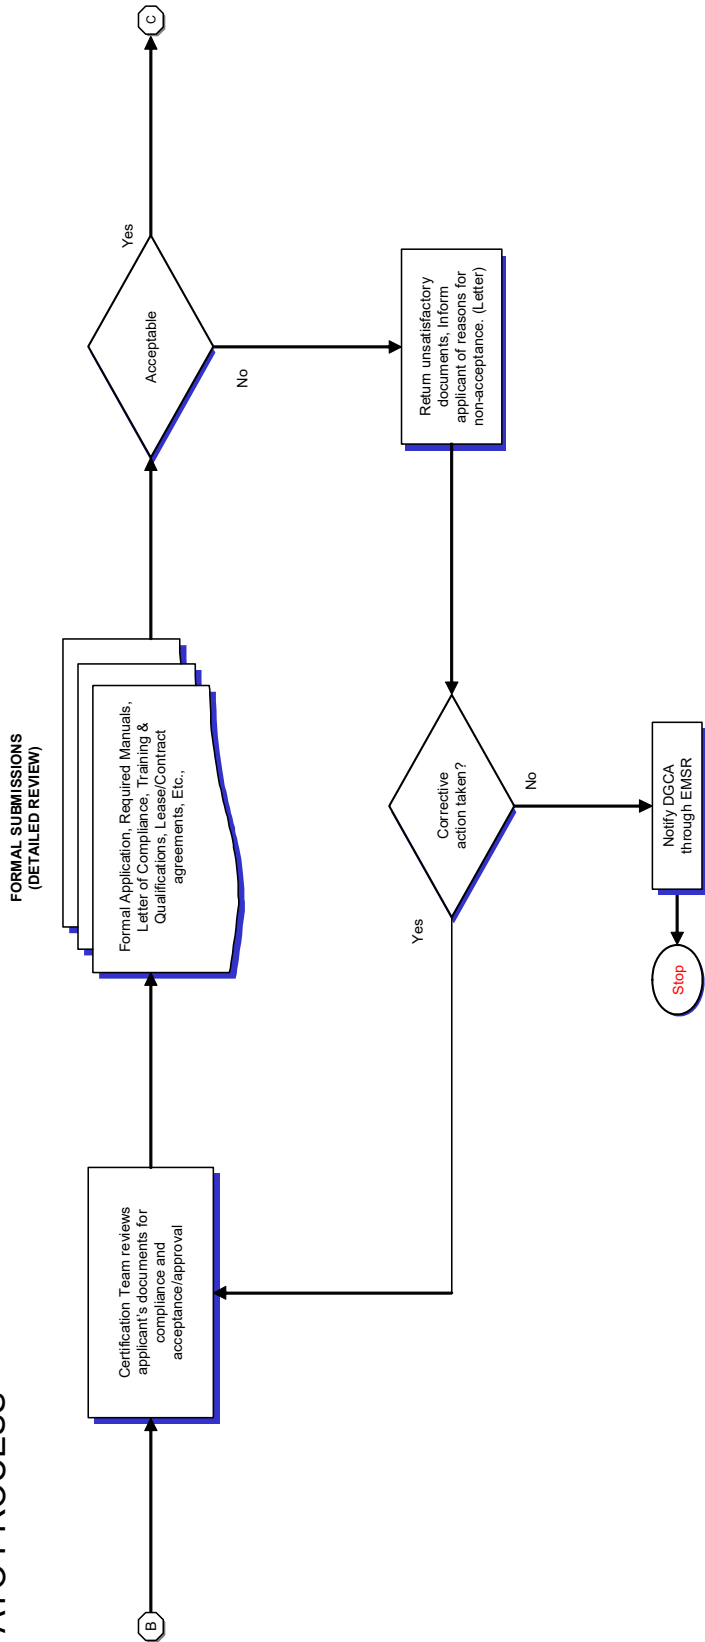 ATO PROCESS
FORMAL SUBMISSIONS
(DETAILED REVIEW)
B
Certification Team reviews
applicant's documents for
compliance and
acceptance/approval
Formal Application, Required Manuals,
Letter of Compliance, Training &
Qualifications, Lease/Contract
agreements, Etc.,
Acceptable
Yes
C
No
Return unsatisfactory
documents, Inform
applicant of reasons for
non-acceptance. (Letter)
Corrective
action taken?
Yes
No
Notify DGCA
through EMSR
Stop